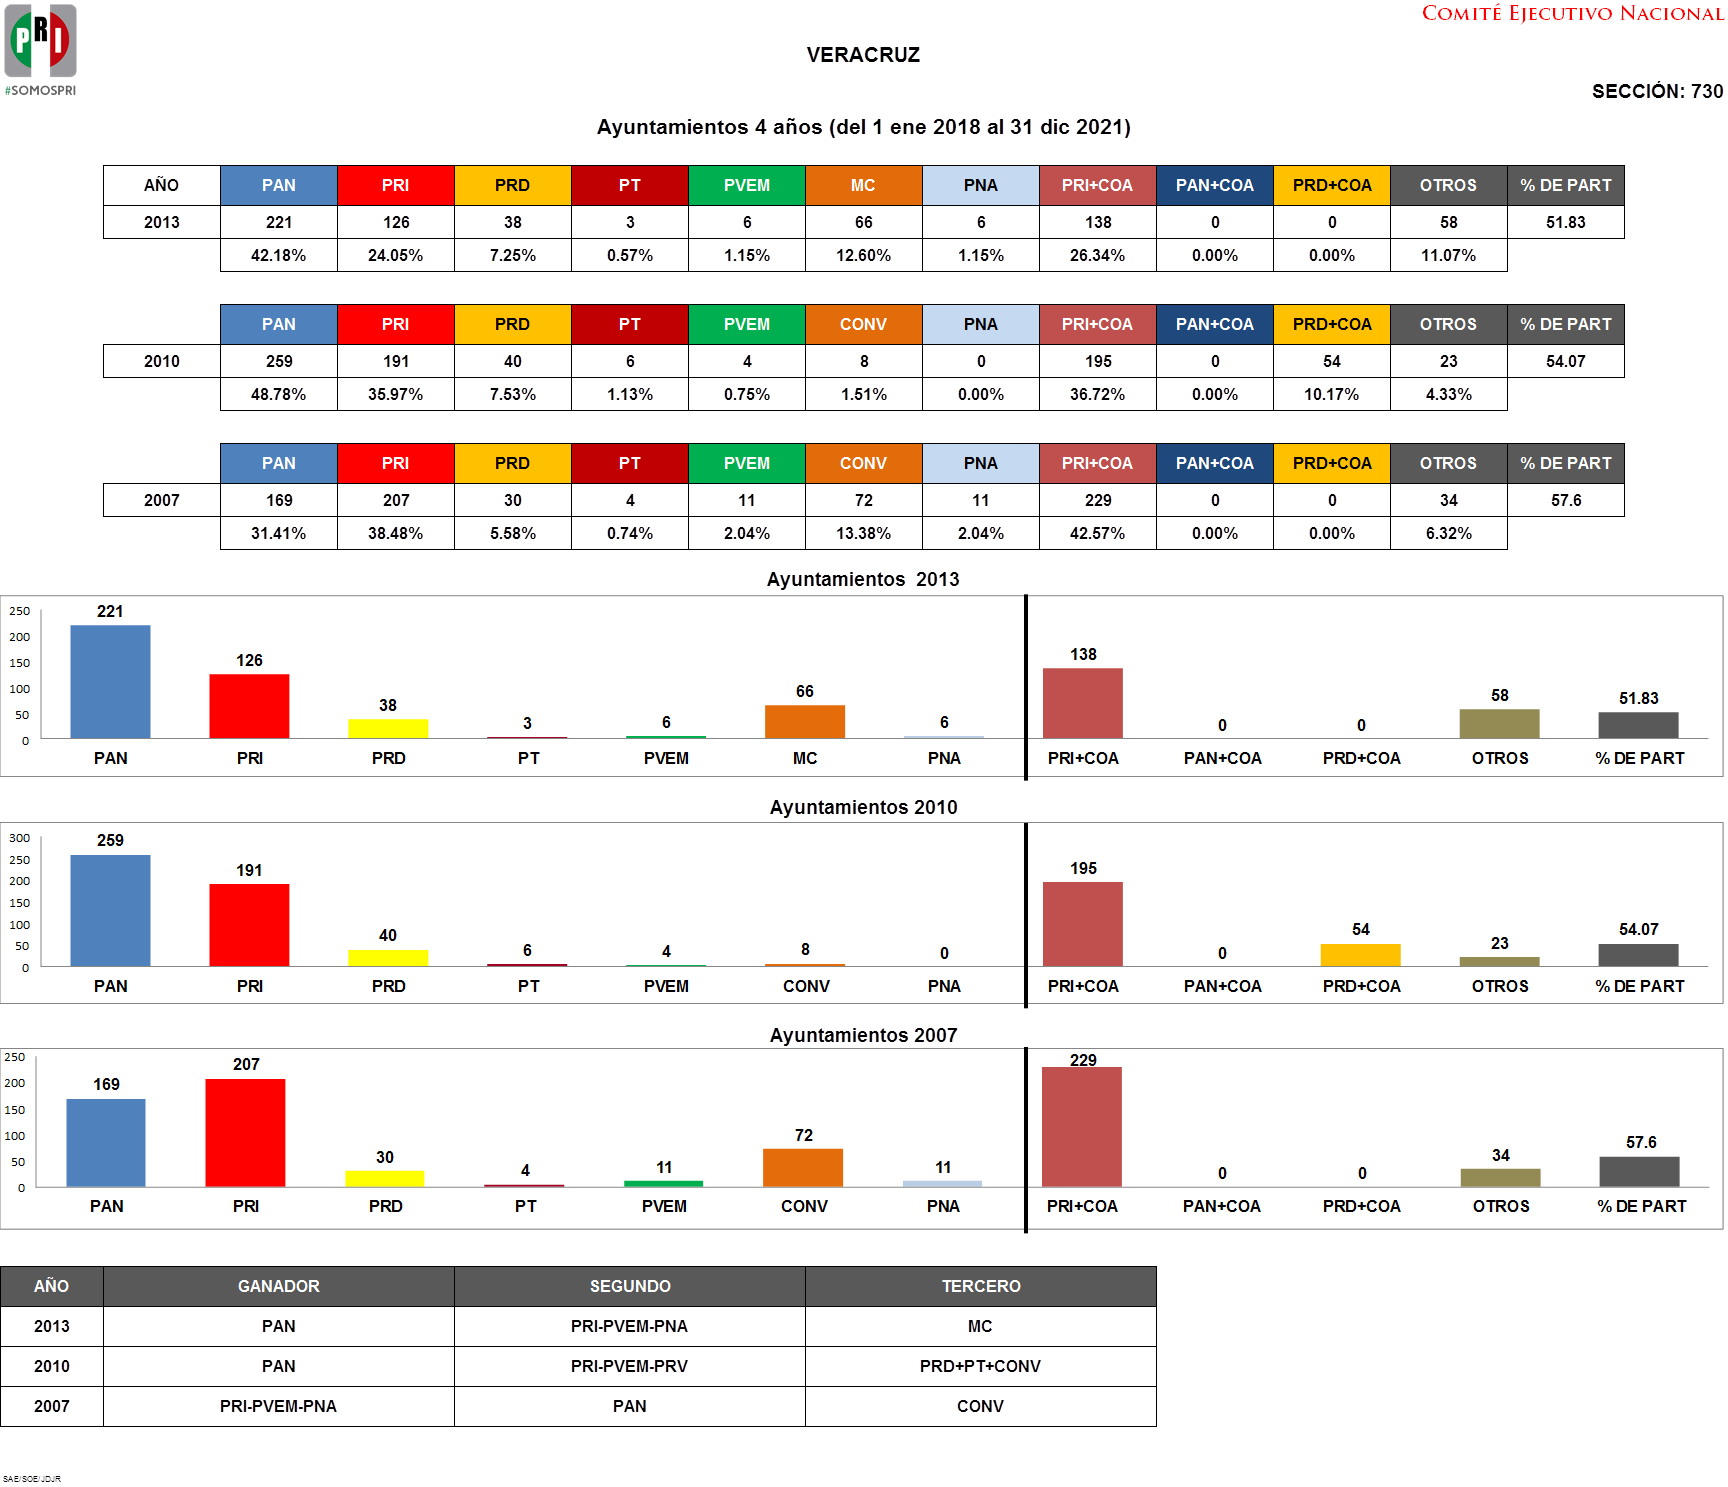 PRI
#SOMOSPRI
COMITÉ EJECUTIVO NACIONAL
VERACRUZ
SECCIÓN: 730
Ayuntamientos 4 años (del 1 ene 2018 al 31 dic 2021)
AÑO PAN PRI PRD PT PVEM MC PNA PRI+COA PAN+COA PRD+COA OTROS % DE PART
2013 221 126 38 3 6 66 6 138 0 0 58 51.83
42.18% 24.05% 7.25% 0.57% 1.15% 12.60% 1.15% 26.34% 0.00% 0.00% 11.07%
PAN PRI PRD PT PVEM CONV PNA PRI+COA PAN+COA PRD+COA OTROS % DE PART
2010 259 191 40 6 4 8 0 195 0 54 23 54.07
48.78% 35.97% 7.53% 1.13% 0.75% 1.51% 0.00% 36.72% 0.00% 10.17% 4.33%
PAN PRI PRD PT PVEM CONV PNA PRI+COA PAN+COA PRD+COA OTROS % DE PART
2007 169 207 30 4 11 72 11 229 0 0 34 57.6
31.41% 38.48% 5.58% 0.74% 2.04% 13.38% 2.04% 42.57% 0.00% 0.00% 6.32%
Ayuntamientos 2013
250
200
150
100
50
0
221 126 38 3 6 66 6 138 0 0 58 51.83
PAN PRI PRD PT PVEM MC PNA PRI+COA PAN+COA PRD+COA OTROS % DE PART
Ayuntamientos 2010
300
250
200
150
100
50
0
259 191 40 6 4 8 0 195 0 54 23 54.07
PAN PRI PRD PT PVEM CONV PNA PRI+COA PAN+COA PRD+COA OTROS % DE PART
Ayuntamientos 2007
250
200
150
100
50
0
169 207 30 4 11 72 11 229 0 0 34 57.6
PAN PRI PRD PT PVEM CONV PNA PRI+COA PAN+COA PRD+COA OTROS % DE PART
AÑO GANADOR SEGUNDO TERCERO
2013 PAN PRI-PVEM-PNA MC
2010 PAN PRI-PVEM-PRV PRD+PT+CONV
2007 PRI-PVEM-PNA PAN CONV
SAE/SOE/JDJR